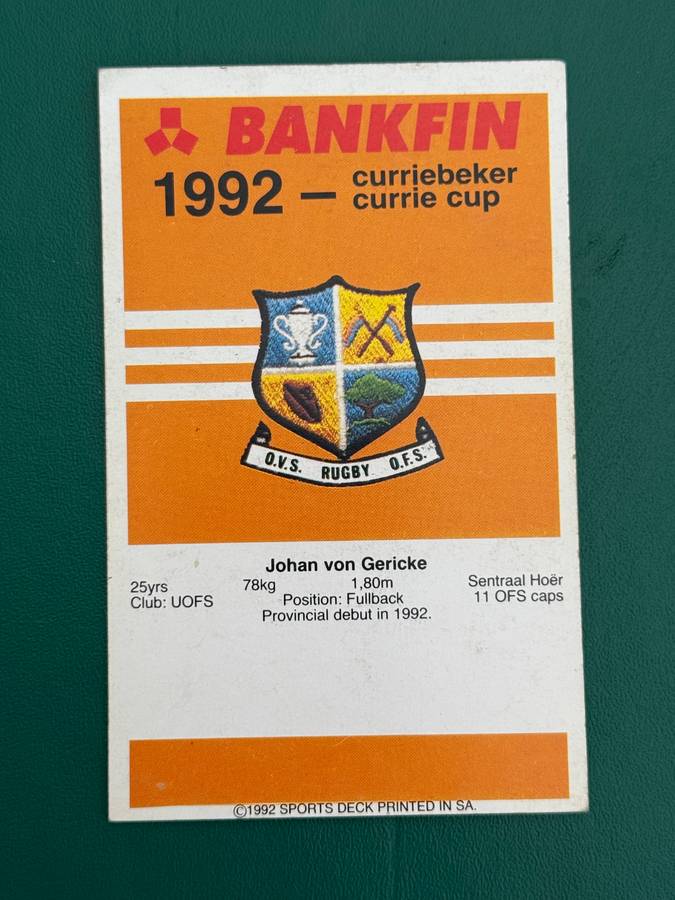 BANKFIN
1992 – curriebeker
currie cup
O.V.S. RUGBY O.F.S.
Johan von Gericke
25yrs 78kg 1,80m Sentraal Hoër
Club: UOFS Position: Fullback 11 OFS caps
Provincial debut in 1992.
©1992 SPORTS DECK PRINTED IN SA.